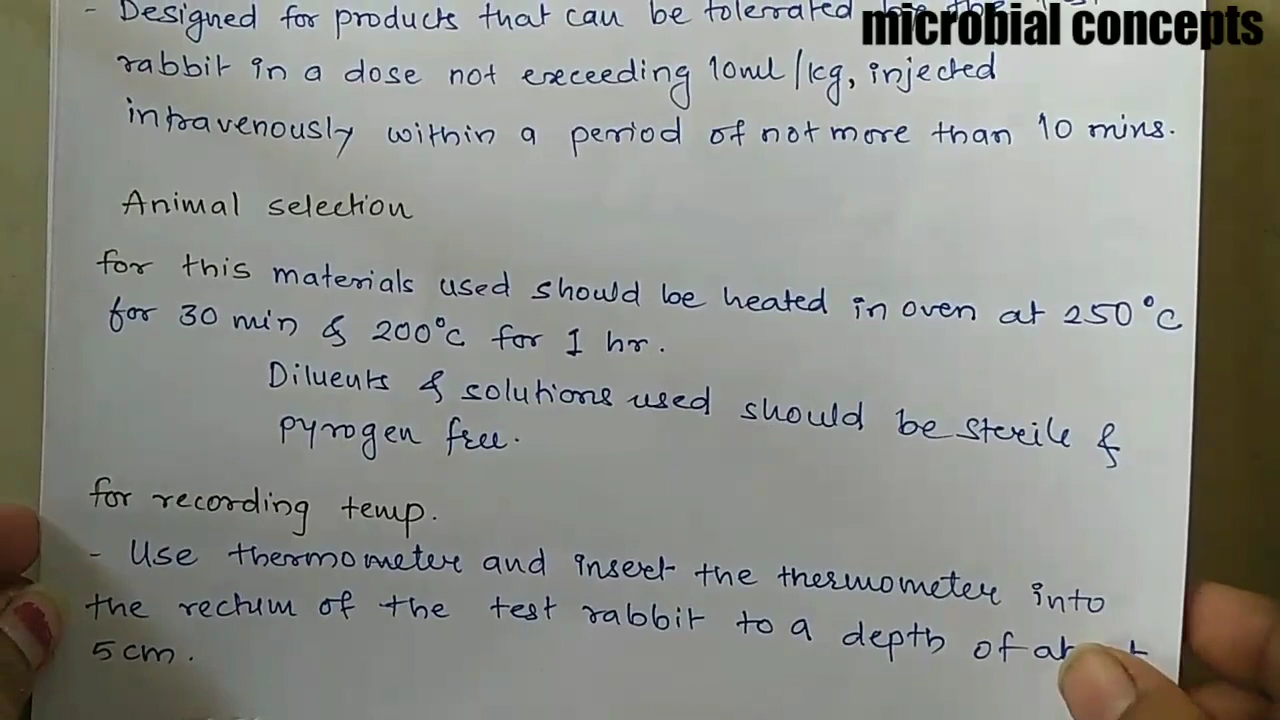 microbial concepts
- Designed for products that can be tolerated
rabbit in a dose not exceeding 10ml/kg, injected
intravenously within a period of not more than 10 mins.
Animal selection
for this materials used should be heated in oven at 250°C
for 30 min & 200°C for 1 hr.
Diluents & solutions used should be sterile &
pyrogen free.
for recording temp.
- Use thermometer and insert the thermometer into
the rectum of the test rabbit to a depth of
5cm.